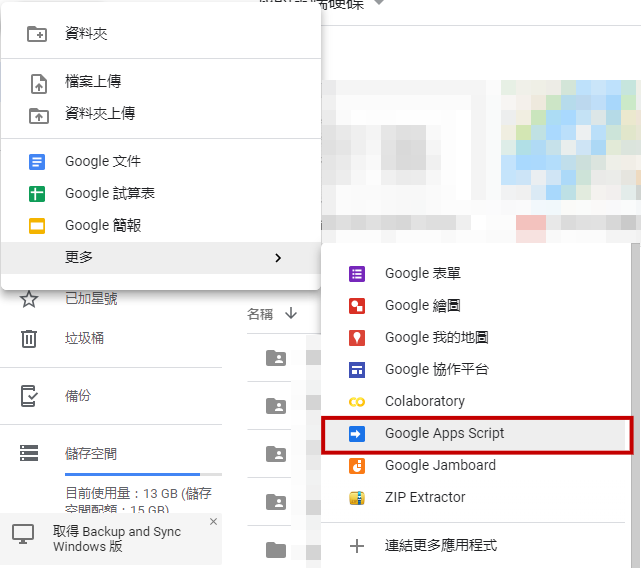 資料夾
檔案上傳
資料夾上傳
Google 文件
Google 試算表
Google 簡報
更多
Google 表單
Google 繪圖
Google 我的地圖
Google 協作平台
Colaboratory
Google Apps Script
Google Jamboard
ZIP Extractor
連結更多應用程式
已加星號
垃圾桶
備份
儲存空間
目前使用量：13 GB (儲存
空間配額：15 GB)
取得 Backup and Sync
Windows 版
名稱